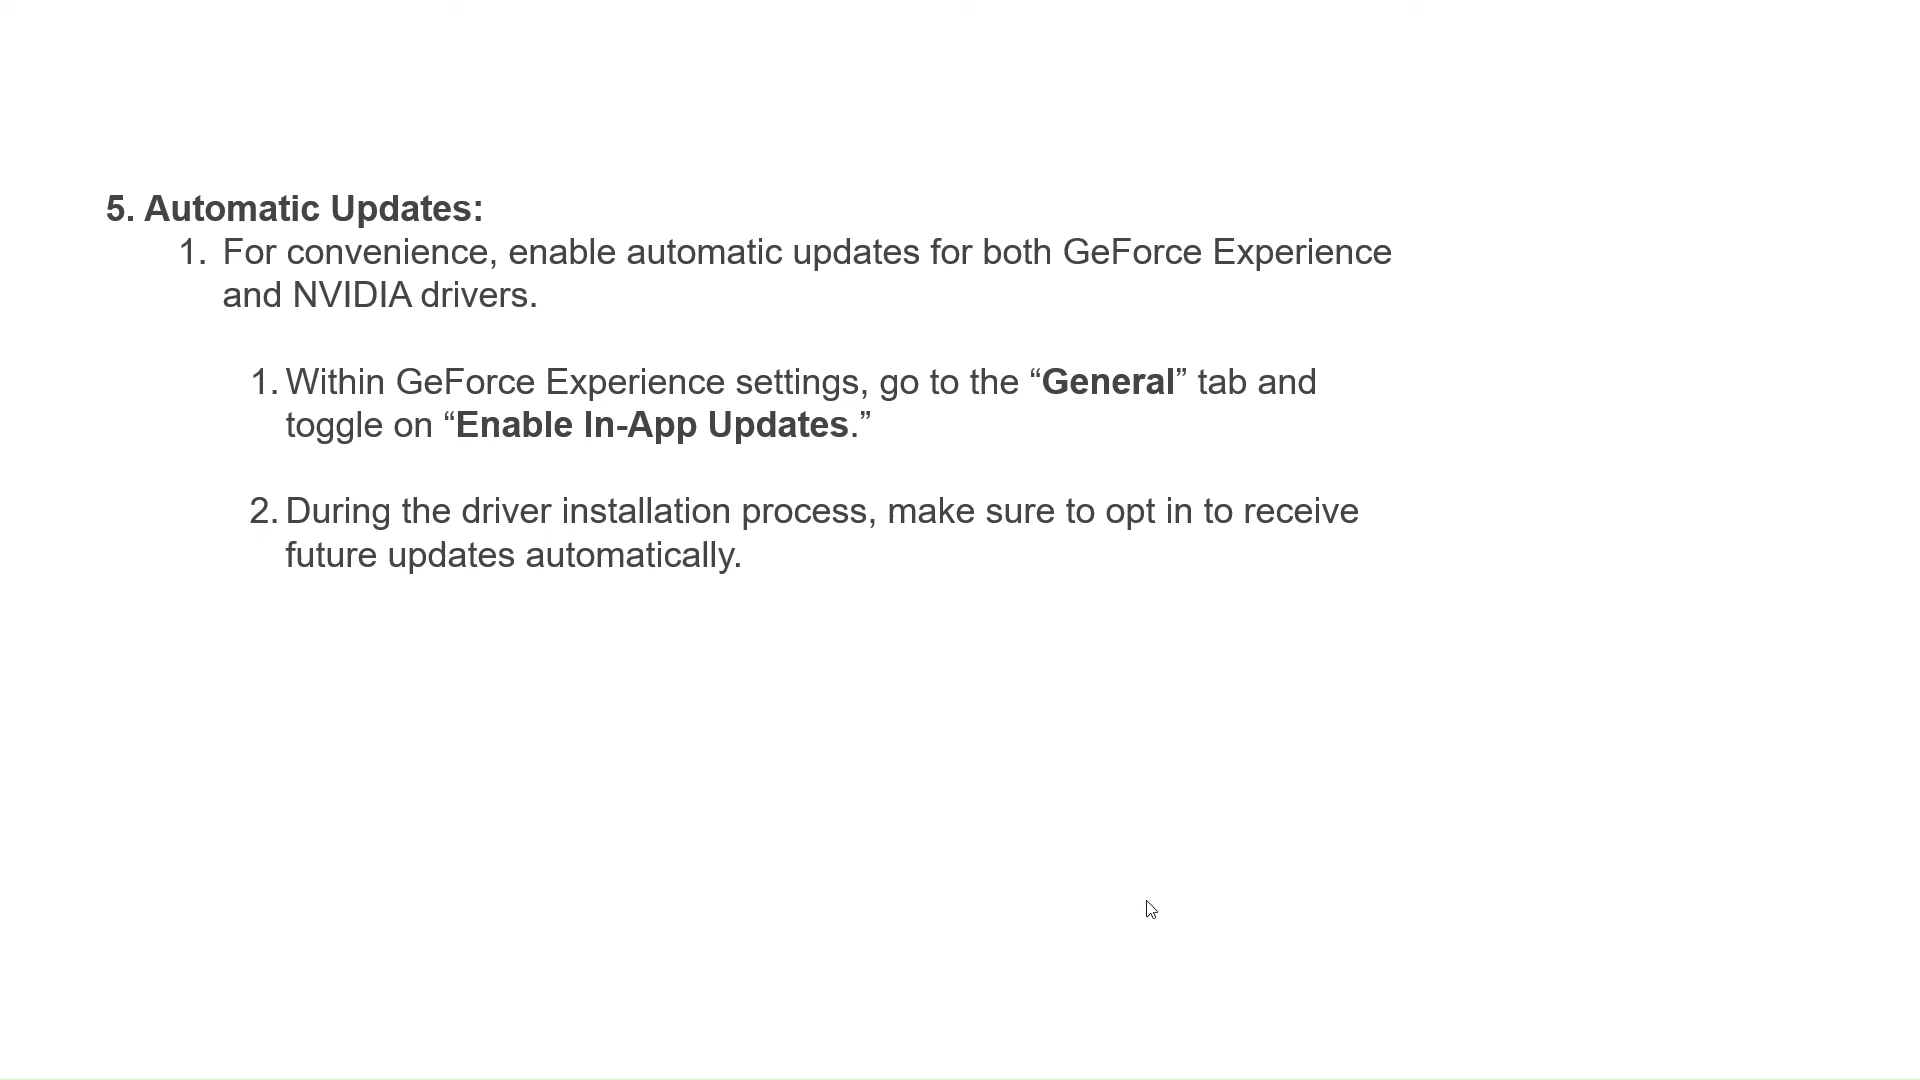 5. Automatic Updates:
1. For convenience, enable automatic updates for both GeForce Experience
and NVIDIA drivers.
1. Within GeForce Experience settings, go to the “General” tab and
toggle on “Enable In-App Updates.”
2. During the driver installation process, make sure to opt in to receive
future updates automatically.